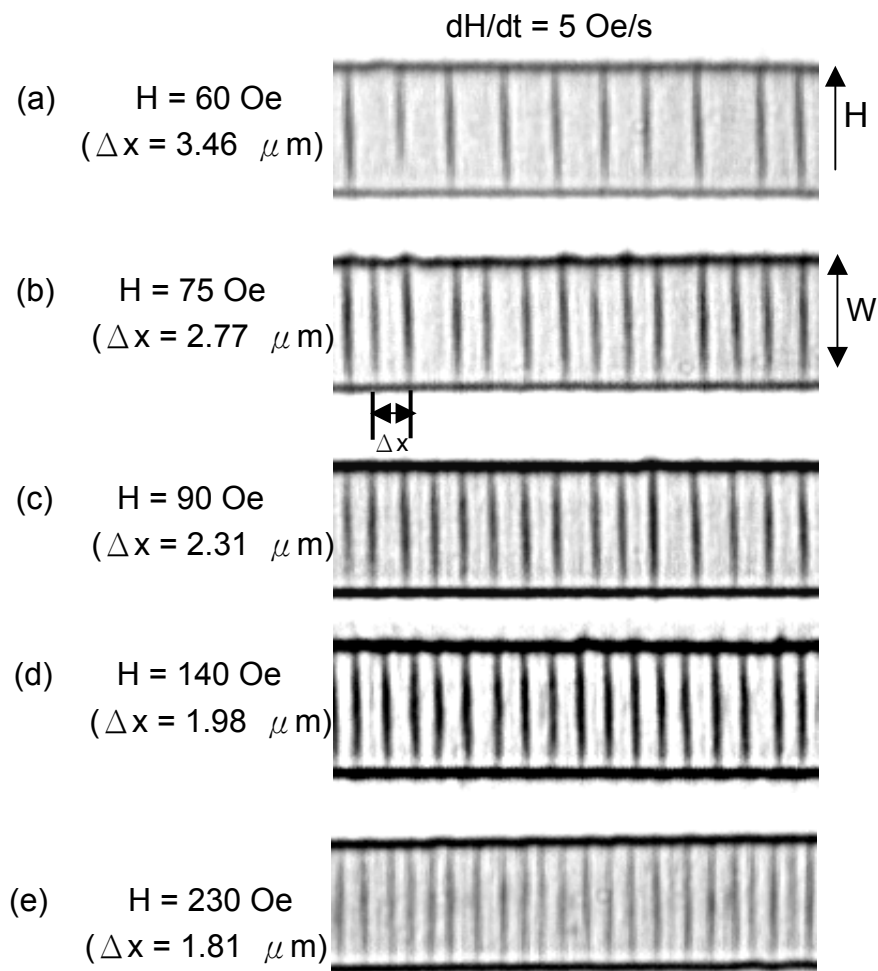 dH/dt = 5 Oe/s
(a) H = 60 Oe
(Δx = 3.46 μm)
H
(b) H = 75 Oe
(Δx = 2.77 μm)
W
Δx
(c) H = 90 Oe
(Δx = 2.31 μm)
(d) H = 140 Oe
(Δx = 1.98 μm)
(e) H = 230 Oe
(Δx = 1.81 μm)